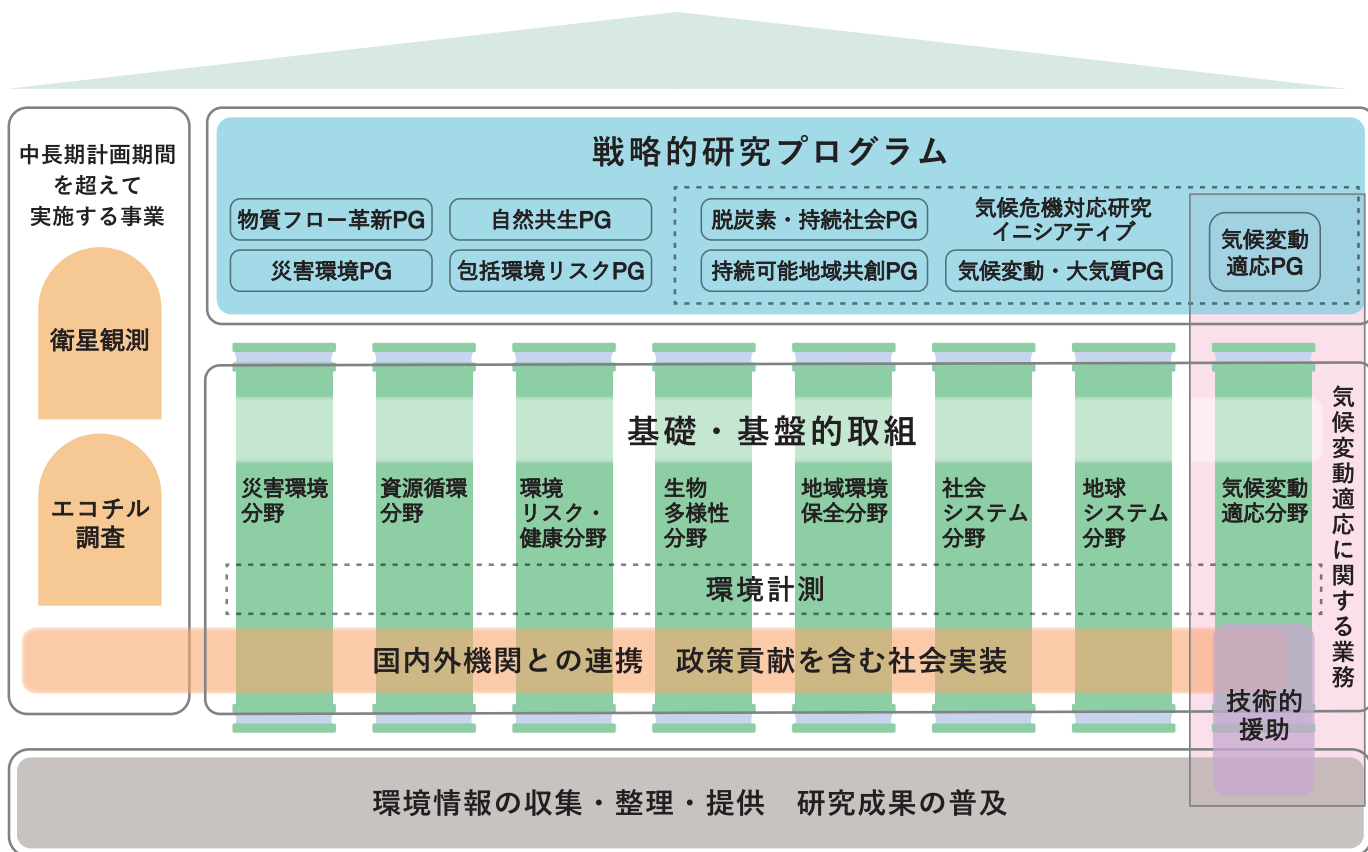 中長期計画期間
を超えて
実施する事業
衛星観測
エコチル
調査
戦略的研究プログラム
物質フロー革新PG
自然共生PG
災害環境PG
包括環境リスクPG
脱炭素・持続社会PG
持続可能地域共創PG
気候危機対応研究
イニシアティブ
気候変動・大気質PG
気候変動
適応PG
基礎・基盤的取組
災害環境
分野
資源循環
分野
環境
リスク・
健康分野
生物
多様性
分野
地域環境
保全分野
社会
システム
分野
地球
システム
分野
気候変動
適応分野
気候変動適応に関する業務
環境計測
国内外機関との連携　政策貢献を含む社会実装
技術的
援助
環境情報の収集・整理・提供　研究成果の普及